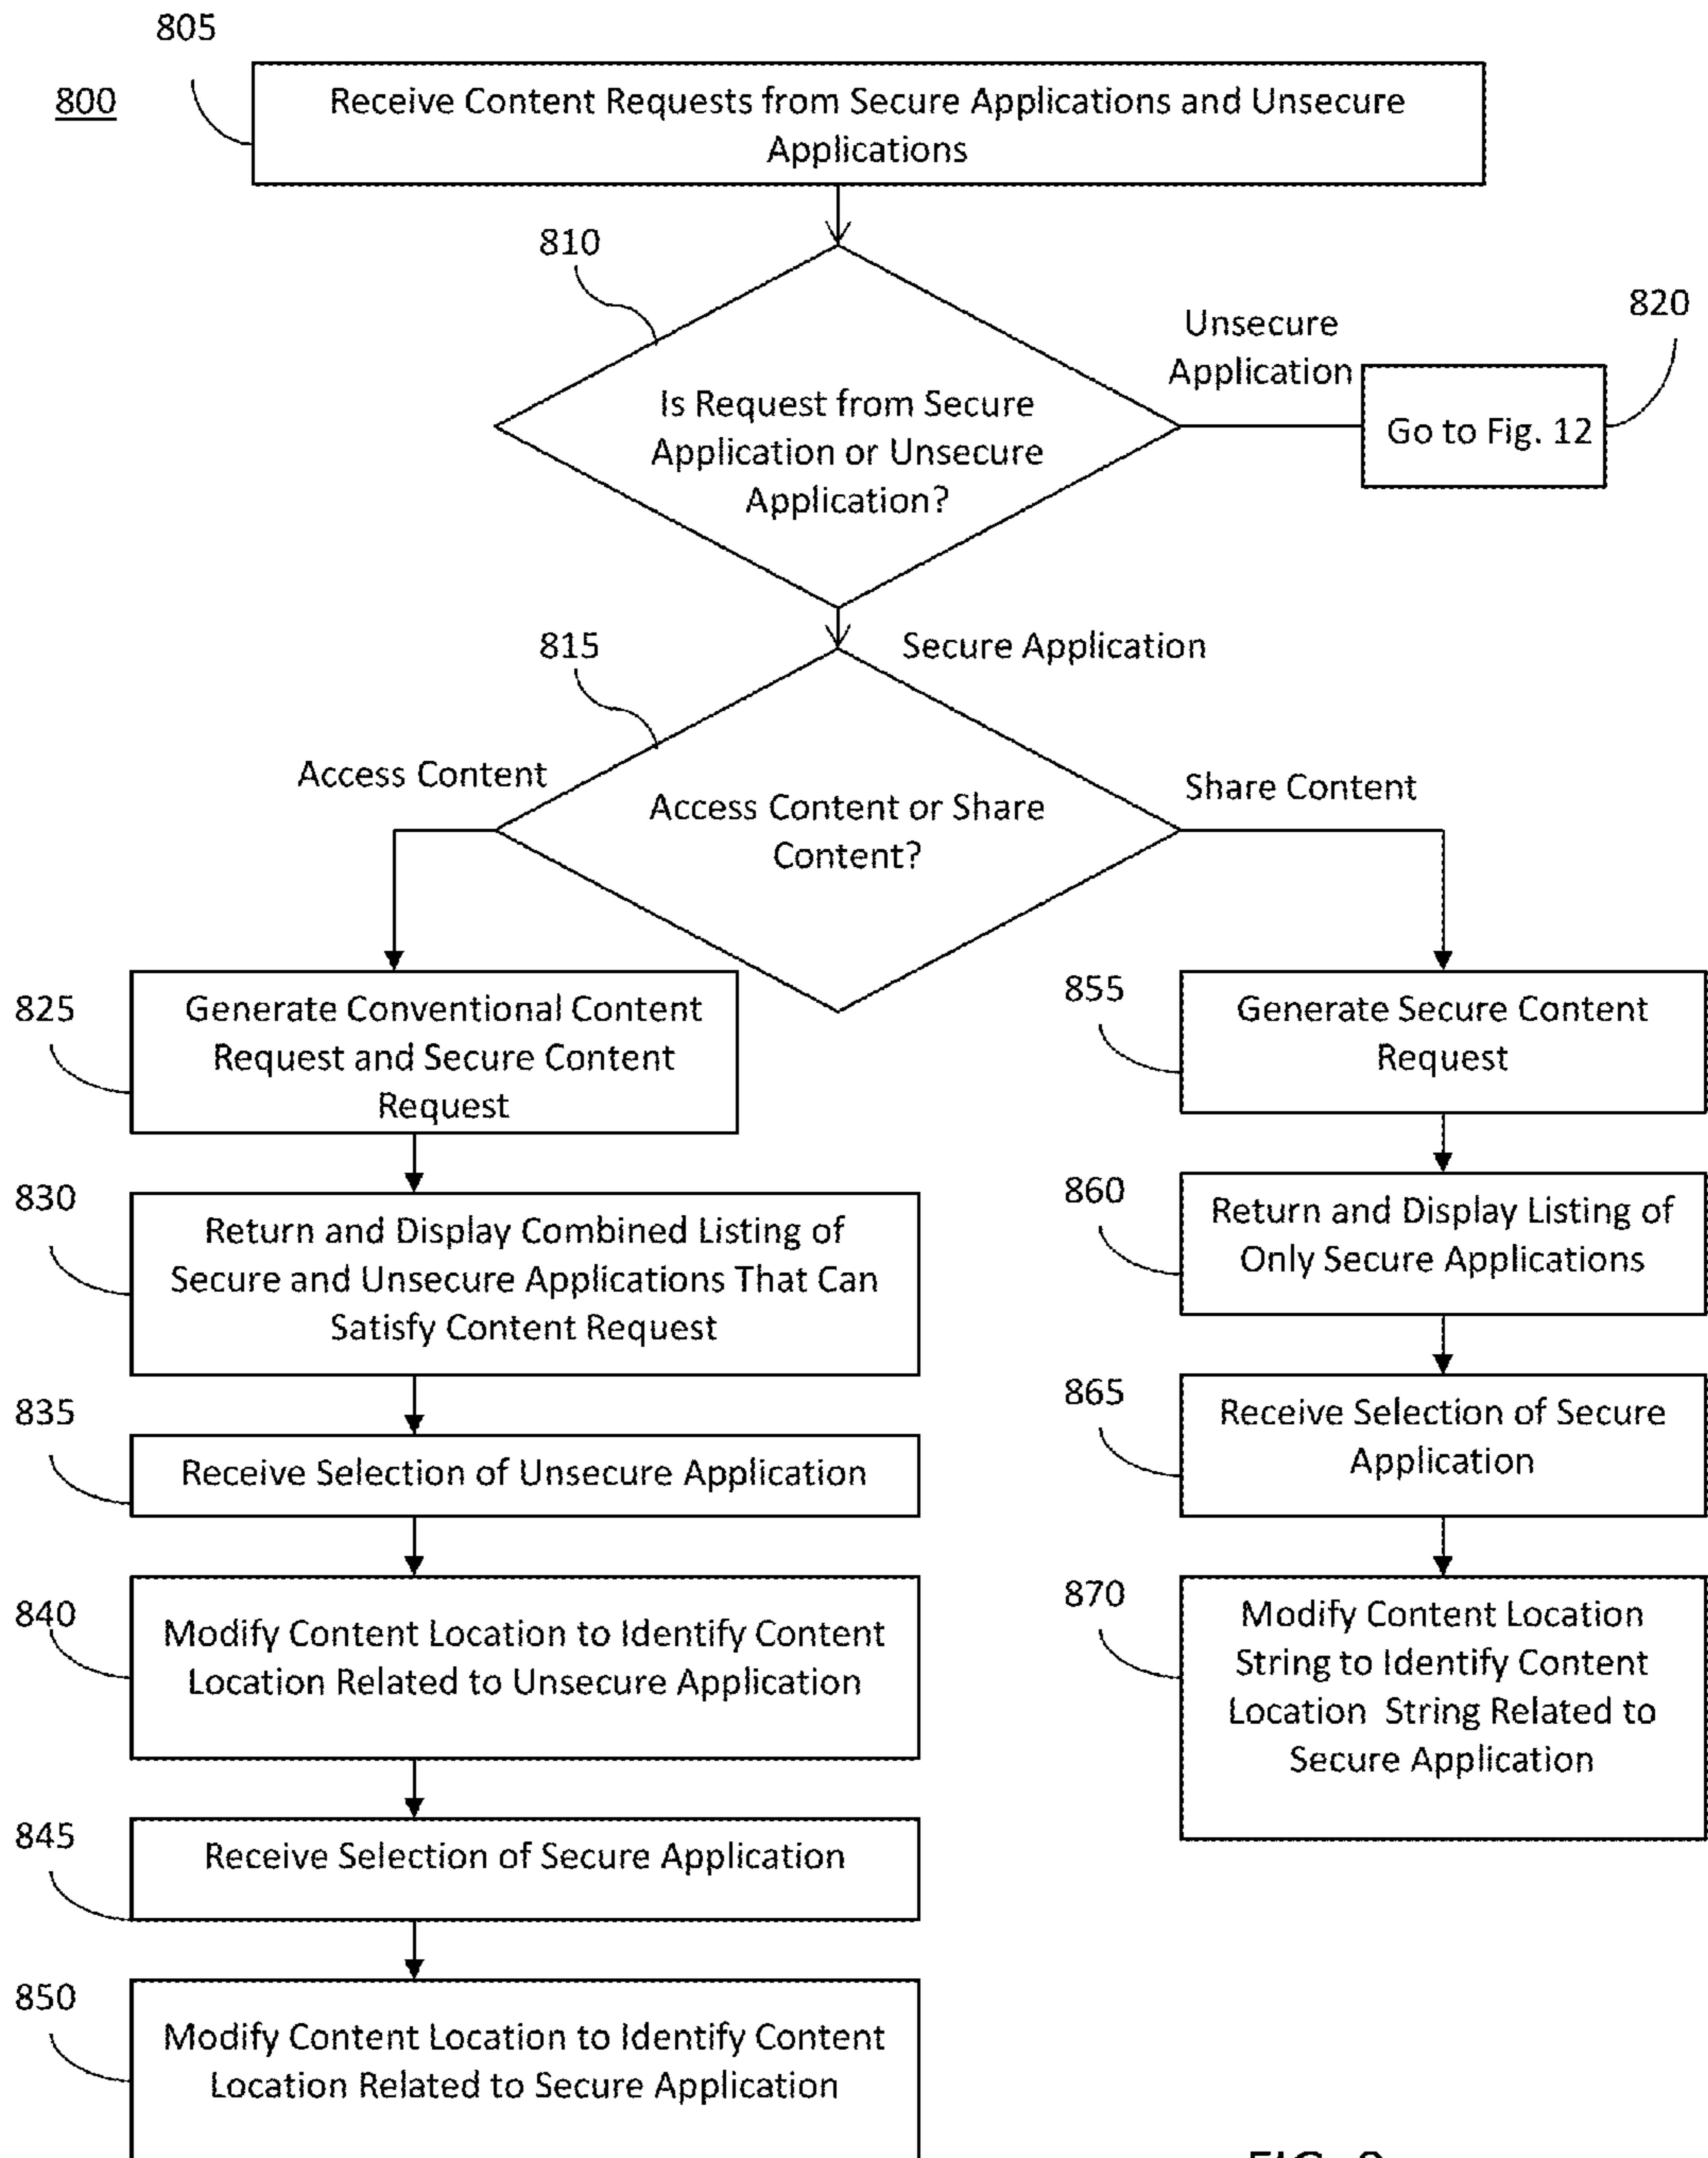 805
800
Receive Content Requests from Secure Applications and Unsecure
Applications
810
820
Unsecure
Application
Is Request from Secure
Application or Unsecure
Application?
Go to Fig. 12
815
Secure Application
Access Content
Share Content
Access Content or Share
Content?
825
Generate Conventional Content
Request and Secure Content
Request
830
Return and Display Combined Listing of
Secure and Unsecure Applications That Can
Satisfy Content Request
835
Receive Selection of Unsecure Application
840
Modify Content Location to Identify Content
Location Related to Unsecure Application
845
Receive Selection of Secure Application
850
Modify Content Location to Identify Content
Location Related to Secure Application
855
Generate Secure Content
Request
860
Return and Display Listing of
Only Secure Applications
865
Receive Selection of Secure
Application
870
Modify Content Location
String to Identify Content
Location String Related to
Secure Application
FIG.